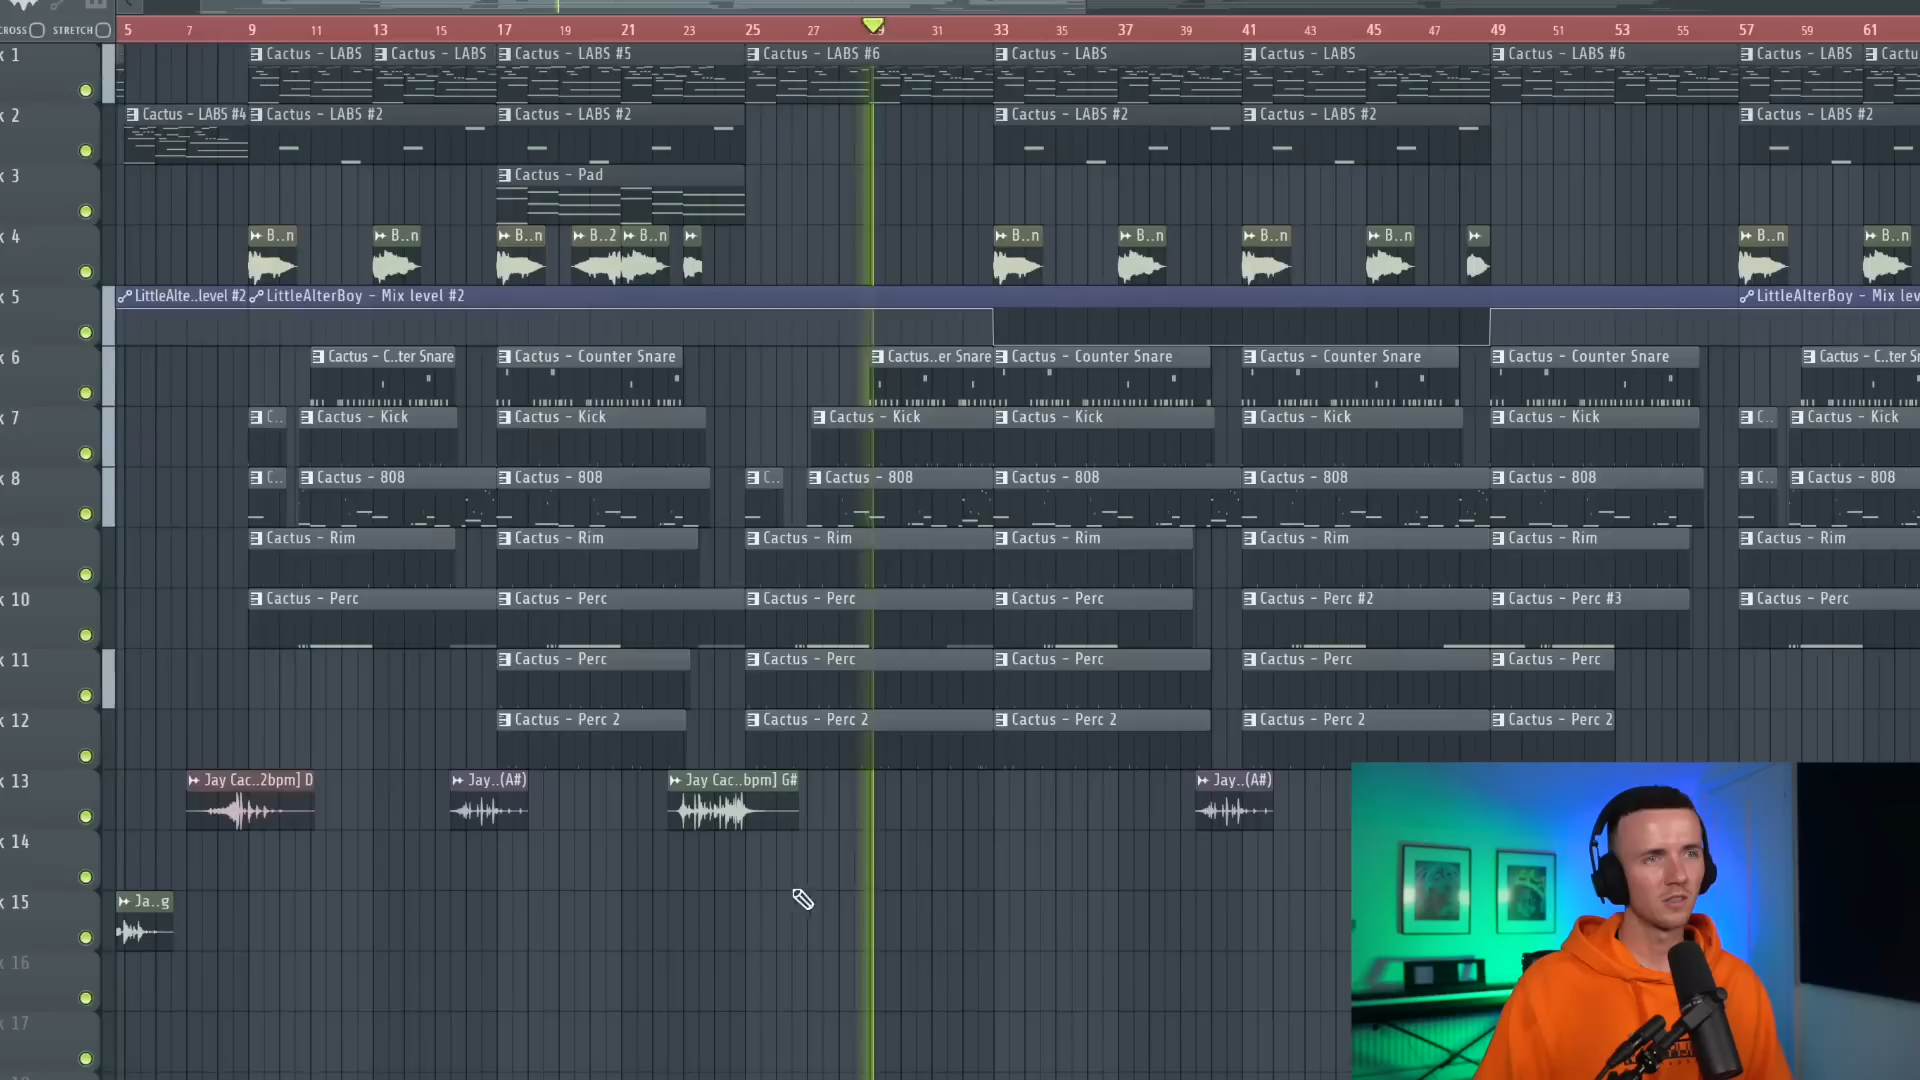 CROSS STRETCH 5 7 9 11 13 15 17 19 21 23 25 27 29 31 33 35 37 39 41 43 45 47 49 51 53 55 57 59 61
k 1 Cactus - LABS Cactus - LABS Cactus - LABS #5 Cactus - LABS #6 Cactus - LABS Cactus - LABS Cactus - LABS #6 Cactus - LABS Cactu
k 2 Cactus - LABS #4 Cactus - LABS #2 Cactus - LABS #2 Cactus - LABS #2 Cactus - LABS #2 Cactus - LABS #2
k 3 Cactus - Pad
k 4 B..n B..n B..n B..2 B..n B..n B..n B..n B..n B..n B..n
k 5 LittleAlte..level #2 LittleAlterBoy - Mix level #2 LittleAlterBoy - Mix lev
k 6 Cactus - C..ter Snare Cactus - Counter Snare Cactus..er Snare Cactus - Counter Snare Cactus - Counter Snare Cactus - Counter Snare Cactus - C..ter Sn
k 7 C.. Cactus - Kick Cactus - Kick Cactus - Kick Cactus - Kick Cactus - Kick Cactus - Kick C.. Cactus - Kick
k 8 C.. Cactus - 808 Cactus - 808 C.. Cactus - 808 Cactus - 808 Cactus - 808 Cactus - 808 C.. Cactus - 808
k 9 Cactus - Rim Cactus - Rim Cactus - Rim Cactus - Rim Cactus - Rim Cactus - Rim Cactus - Rim
k 10 Cactus - Perc Cactus - Perc Cactus - Perc Cactus - Perc Cactus - Perc #2 Cactus - Perc #3 Cactus - Perc
k 11 Cactus - Perc Cactus - Perc Cactus - Perc Cactus - Perc Cactus - Perc
k 12 Cactus - Perc 2 Cactus - Perc 2 Cactus - Perc 2 Cactus - Perc 2 Cactus - Perc 2
k 13 Jay Cac..2bpm] D Jay..(A#) Jay Cac..bpm] G# Jay..(A#)
k 14
k 15 Ja..g
k 16
k 17